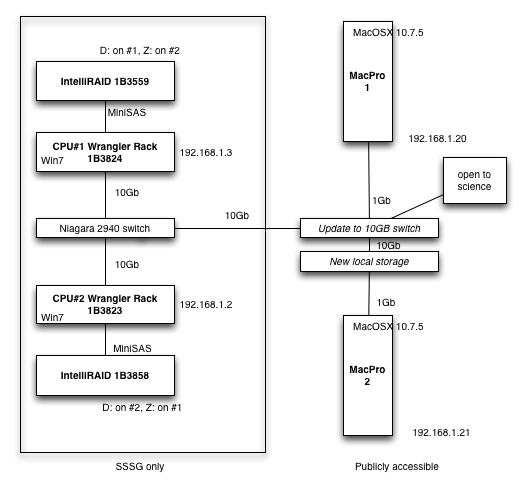 D: on #1, Z: on #2
IntelliRAID 1B3559
MiniSAS
CPU#1 Wrangler Rack
1B3824
Win7
192.168.1.3
10Gb
Niagara 2940 switch
10Gb
10Gb
CPU#2 Wrangler Rack
1B3823
Win7
192.168.1.2
MiniSAS
IntelliRAID 1B3858
D: on #2, Z: on #1
SSSG only
MacOSX 10.7.5
MacPro
1
192.168.1.20
1Gb
open to
science
Update to 10GB switch
10Gb
New local storage
1Gb
MacOSX 10.7.5
MacPro
2
192.168.1.21
Publicly accessible